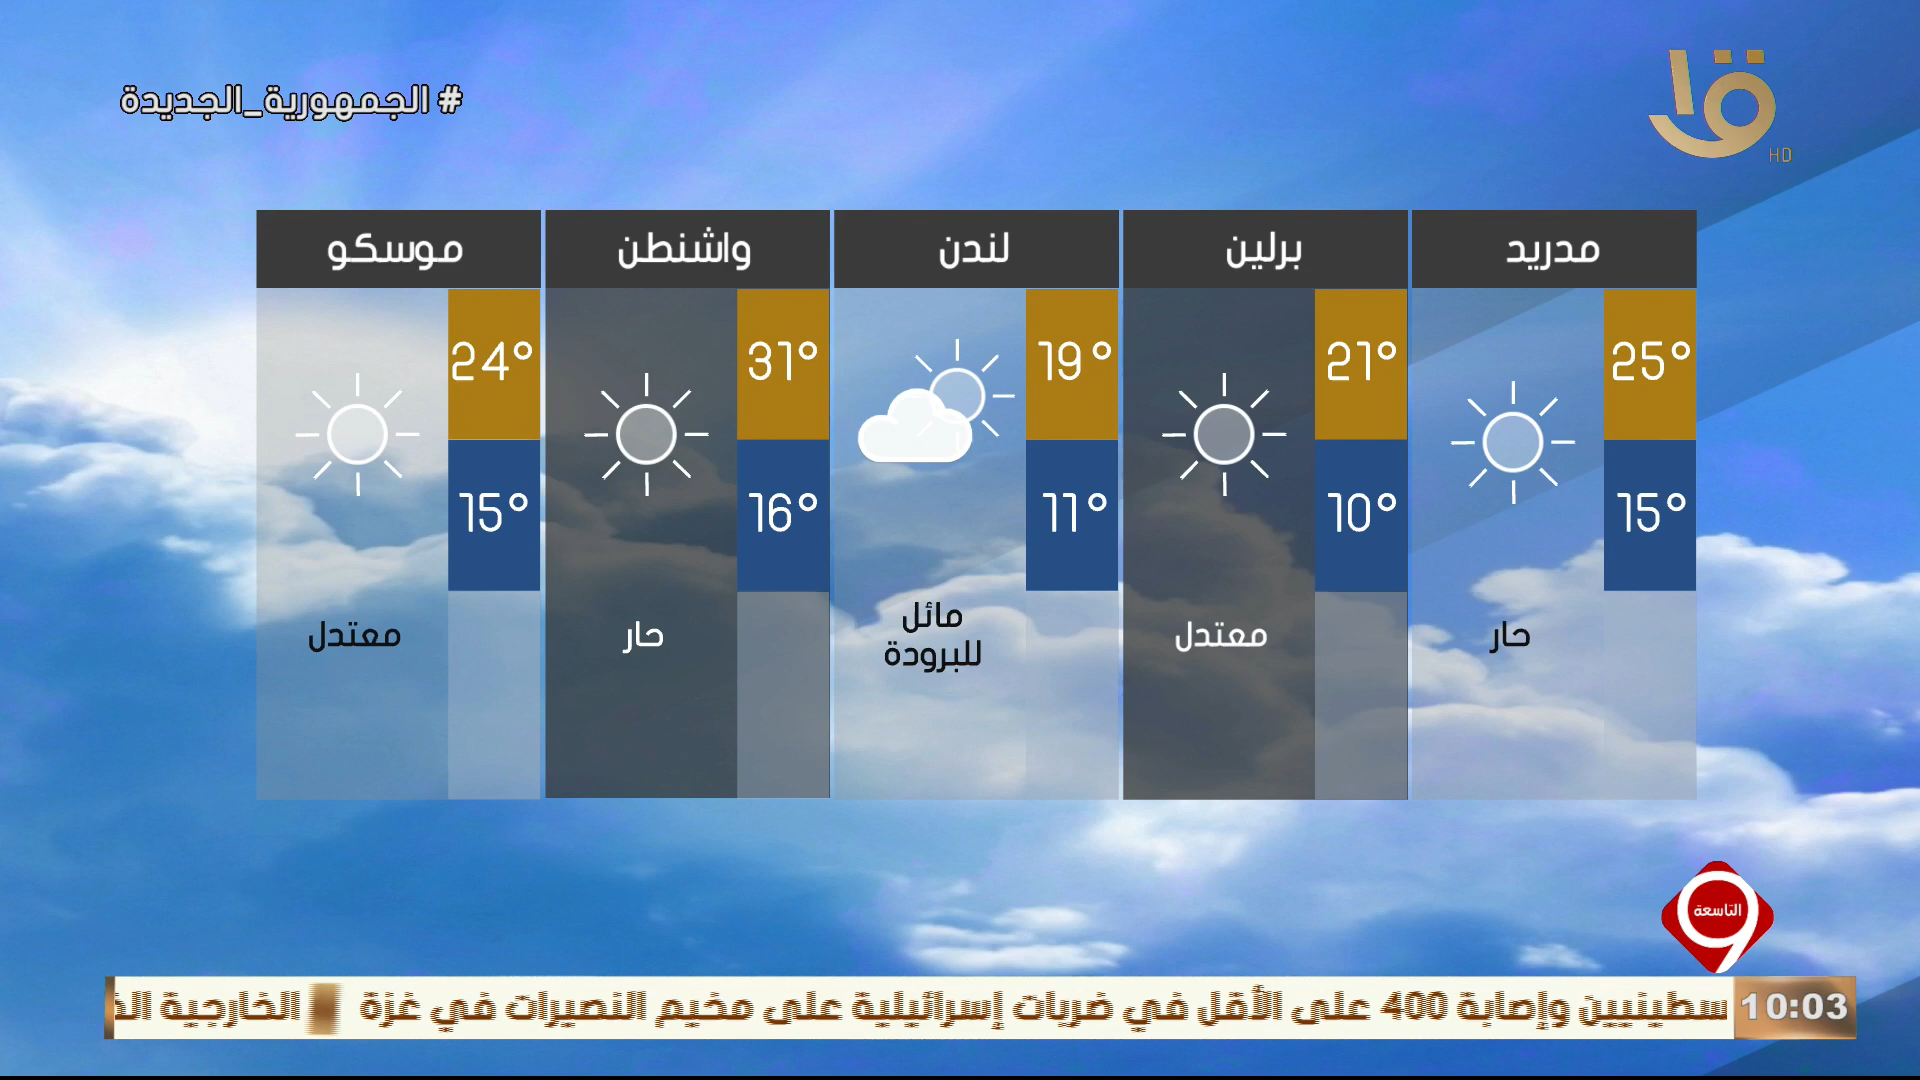 # الجمهورية_الجديدة
HD
مدريد
25°
15°
حار
برلين
21°
10°
معتدل
لندن
19°
11°
مائل
للبرودة
واشنطن
31°
16°
حار
موسكو
24°
15°
معتدل
التاسعة
9
10:03
سطينيين وإصابة 400 على الأقل في ضربات إسرائيلية على مخيم النصيرات في غزة الخارجية